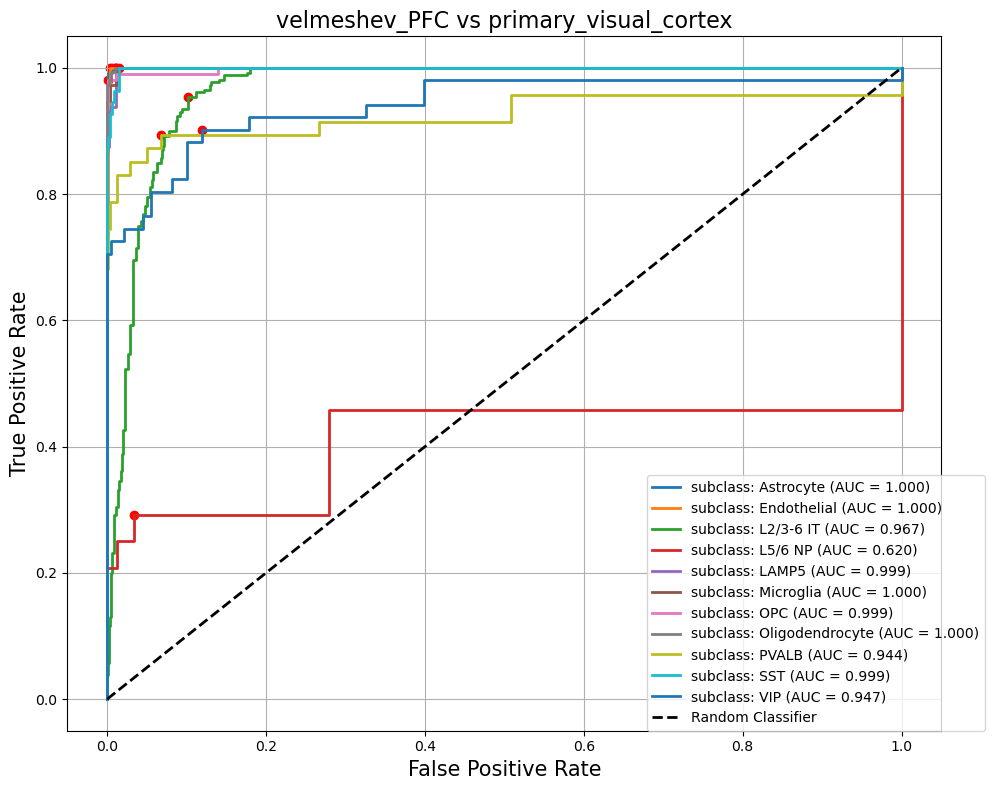 velmeshev_PFC vs primary_visual_cortex
1.0
0.8
0.6
0.4
0.2
0.0
True Positive Rate
subclass: Astrocyte (AUC = 1.000)
subclass: Endothelial (AUC = 1.000)
subclass: L2/3-6 IT (AUC = 0.967)
subclass: L5/6 NP (AUC = 0.620)
subclass: LAMP5 (AUC = 0.999)
subclass: Microglia (AUC = 1.000)
subclass: OPC (AUC = 0.999)
subclass: Oligodendrocyte (AUC = 1.000)
subclass: PVALB (AUC = 0.944)
subclass: SST (AUC = 0.999)
subclass: VIP (AUC = 0.947)
Random Classifier
0.0 0.2 0.4 0.6 0.8 1.0
False Positive Rate